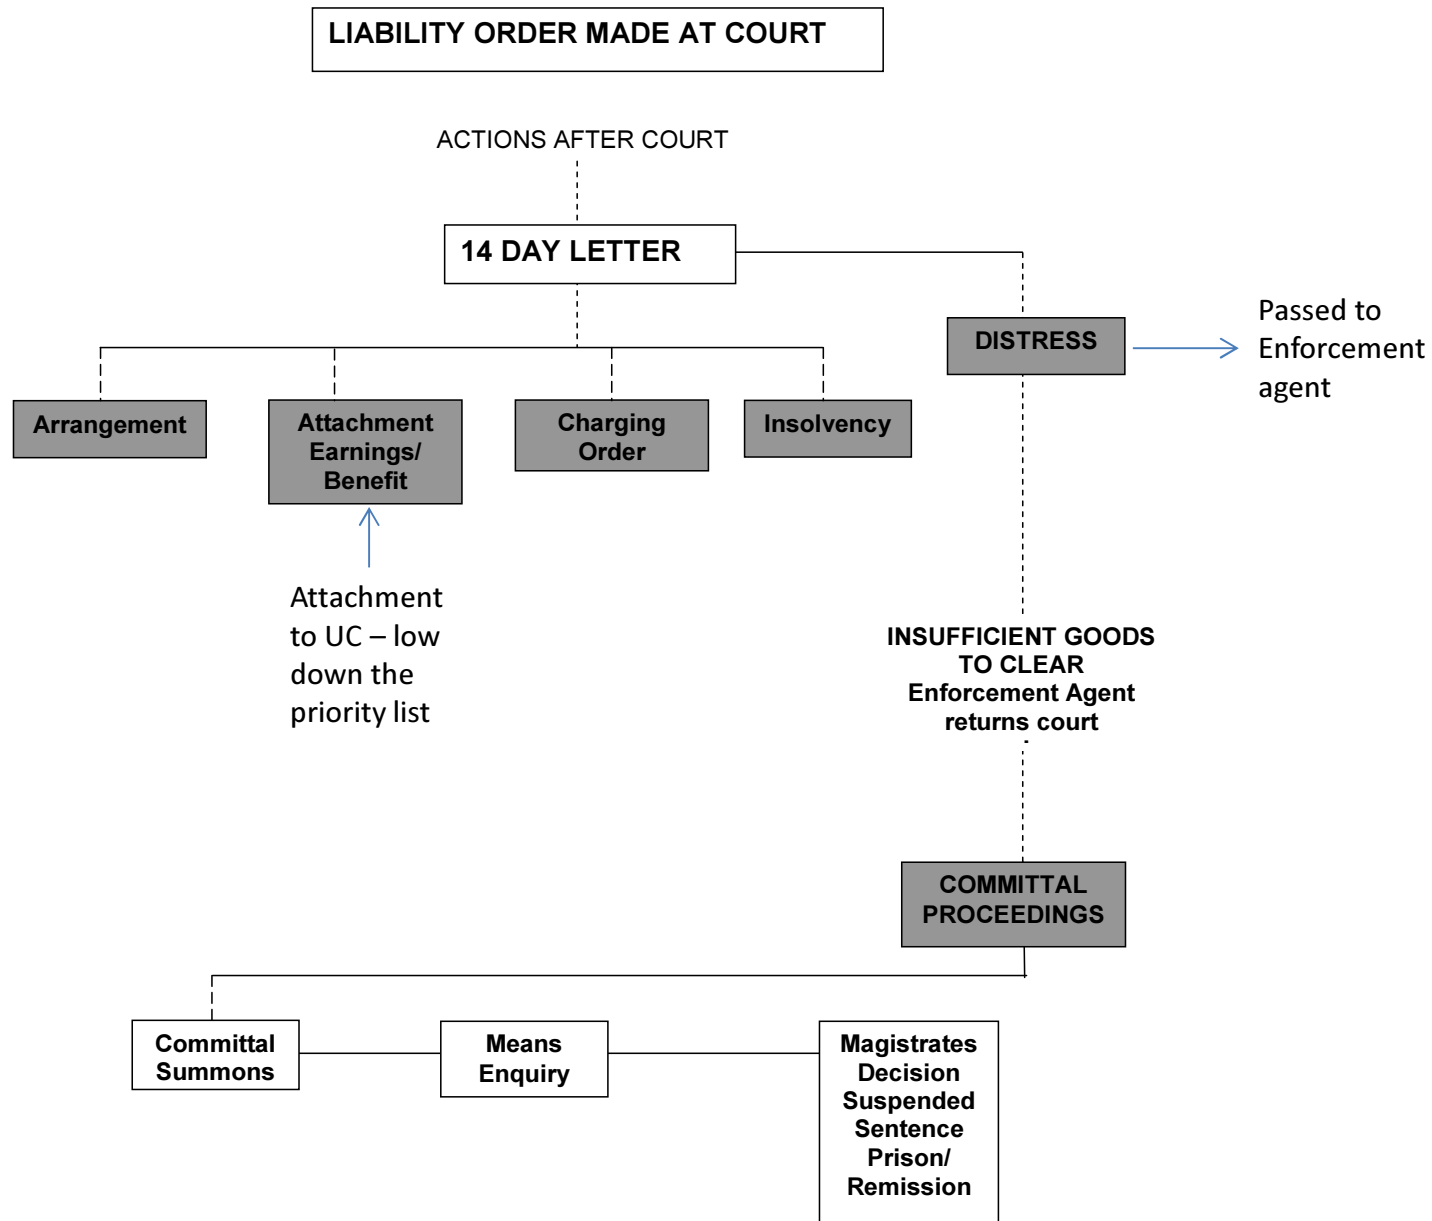 LIABILITY ORDER MADE AT COURT
ACTIONS AFTER COURT
14 DAY LETTER
DISTRESS
Passed to
Enforcement
agent
Arrangement
Attachment
Earnings/
Benefit
Charging
Order
Insolvency
Attachment
to UC – low
down the
priority list
INSUFFICIENT GOODS
TO CLEAR
Enforcement Agent
returns court
COMMITTAL
PROCEEDINGS
Committal
Summons
Means
Enquiry
Magistrates
Decision
Suspended
Sentence
Prison/
Remission